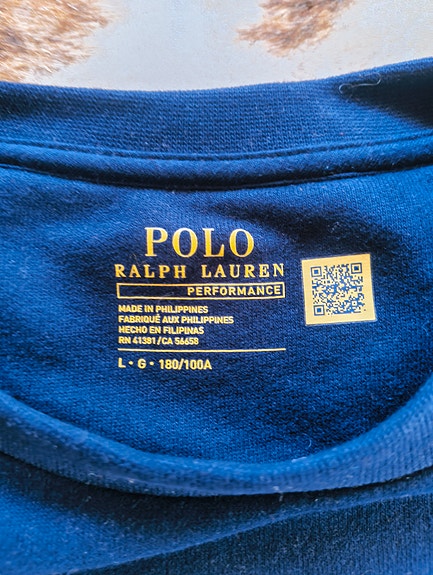 POLO
RALPH LAUREN
PERFORMANCE
MADE IN PHILIPPINES
FABRIQUÉ AUX PHILIPPINES
HECHO EN FILIPINAS
RN 41381/CA 56658
L • G • 180/100A